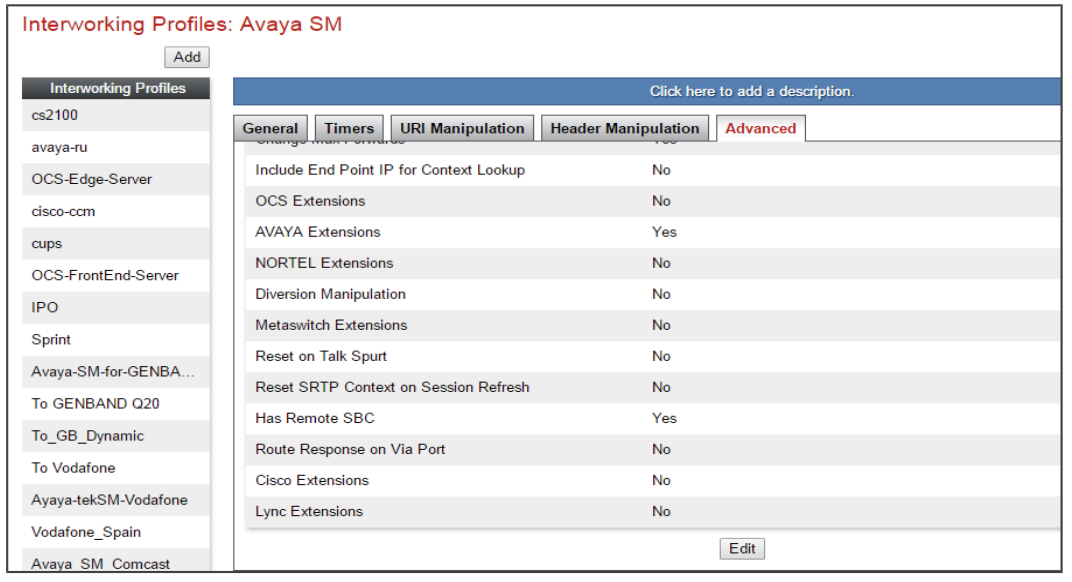 Interworking Profiles: Avaya SM
Add
Interworking Profiles
cs2100
avaya-ru
OCS-Edge-Server
cisco-ccm
cups
OCS-FrontEnd-Server
IPO
Sprint
Avaya-SM-for-GENBA...
To GENBAND Q20
To_GB_Dynamic
To Vodafone
Ayaya-tekSM-Vodafone
Vodafone_Spain
Avaya_SM_Comcast
Click here to add a description.
General Timers URI Manipulation Header Manipulation Advanced
Change Max Forwards Yes
Include End Point IP for Context Lookup No
OCS Extensions No
AVAYA Extensions Yes
NORTEL Extensions No
Diversion Manipulation No
Metaswitch Extensions No
Reset on Talk Spurt No
Reset SRTP Context on Session Refresh No
Has Remote SBC Yes
Route Response on Via Port No
Cisco Extensions No
Lync Extensions No
Edit